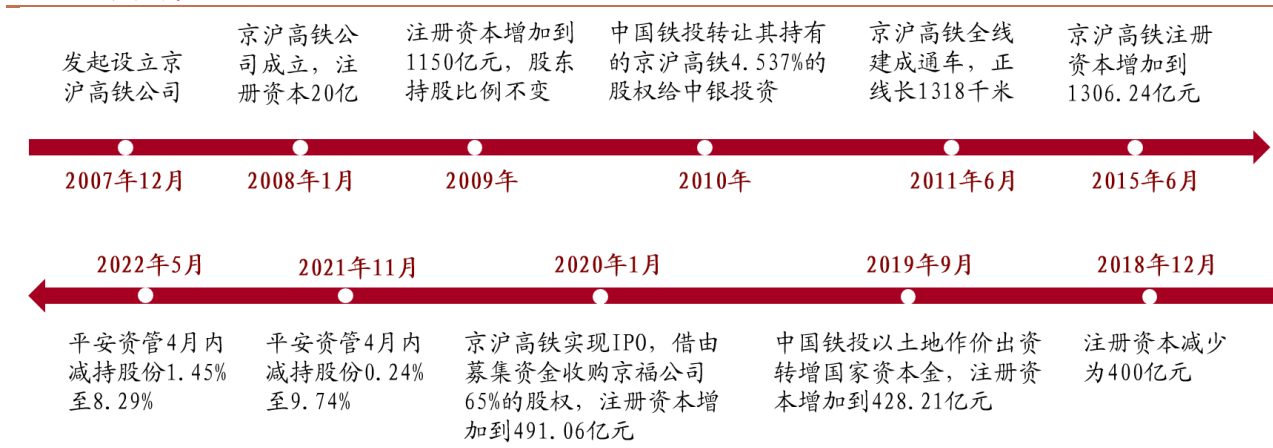 发起设立京
沪高铁公司
京沪高铁公
司成立，注
册资本20亿
注册资本增加到
1150亿元，股东
持股比例不变
中国铁投转让其持有
的京沪高铁4.537%的
股权给中银投资
京沪高铁全线
建成通车，正
线长1318千米
京沪高铁注册
资本增加到
1306.24亿元
2007年12月
2008年1月
2009年
2010年
2011年6月
2015年6月
2022年5月
2021年11月
2020年1月
2019年9月
2018年12月
平安资管4月内
减持股份1.45%
至8.29%
平安资管4月内
减持股份0.24%
至9.74%
京沪高铁实现IPO，借由
募集资金收购京福公司
65%的股权，注册资本增
加到491.06亿元
中国铁投以土地作价出资
转增国家资本金，注册资
本增加到428.21亿元
注册资本减少
为400亿元